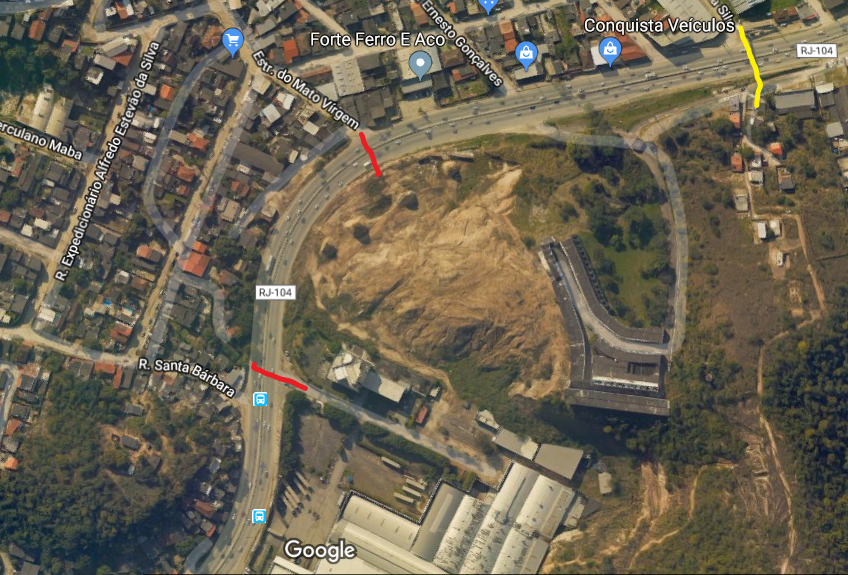 Conquista Veículos
Forte Ferro E Aco
RJ-104
Ernesto Gonçalves
Estr. do Mato Virgem
R. Expedicionário Alfredo Estevão da Silva
erculano Maba
RJ-104
R. Santa Bárbara
Google